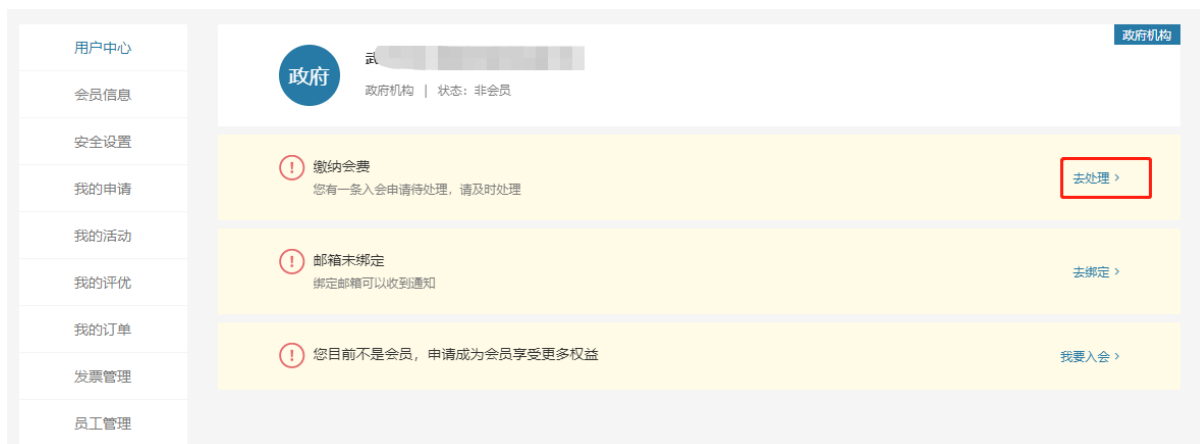 用户中心
会员信息
安全设置
我的申请
我的活动
我的评优
我的订单
发票管理
员工管理
政府机构
政府
政府机构 | 状态：非会员
缴纳会费
您有一条入会申请待处理，请及时处理
去处理 >
邮箱未绑定
绑定邮箱可以收到通知
去绑定 >
您目前不是会员，申请成为会员享受更多权益
我要入会 >